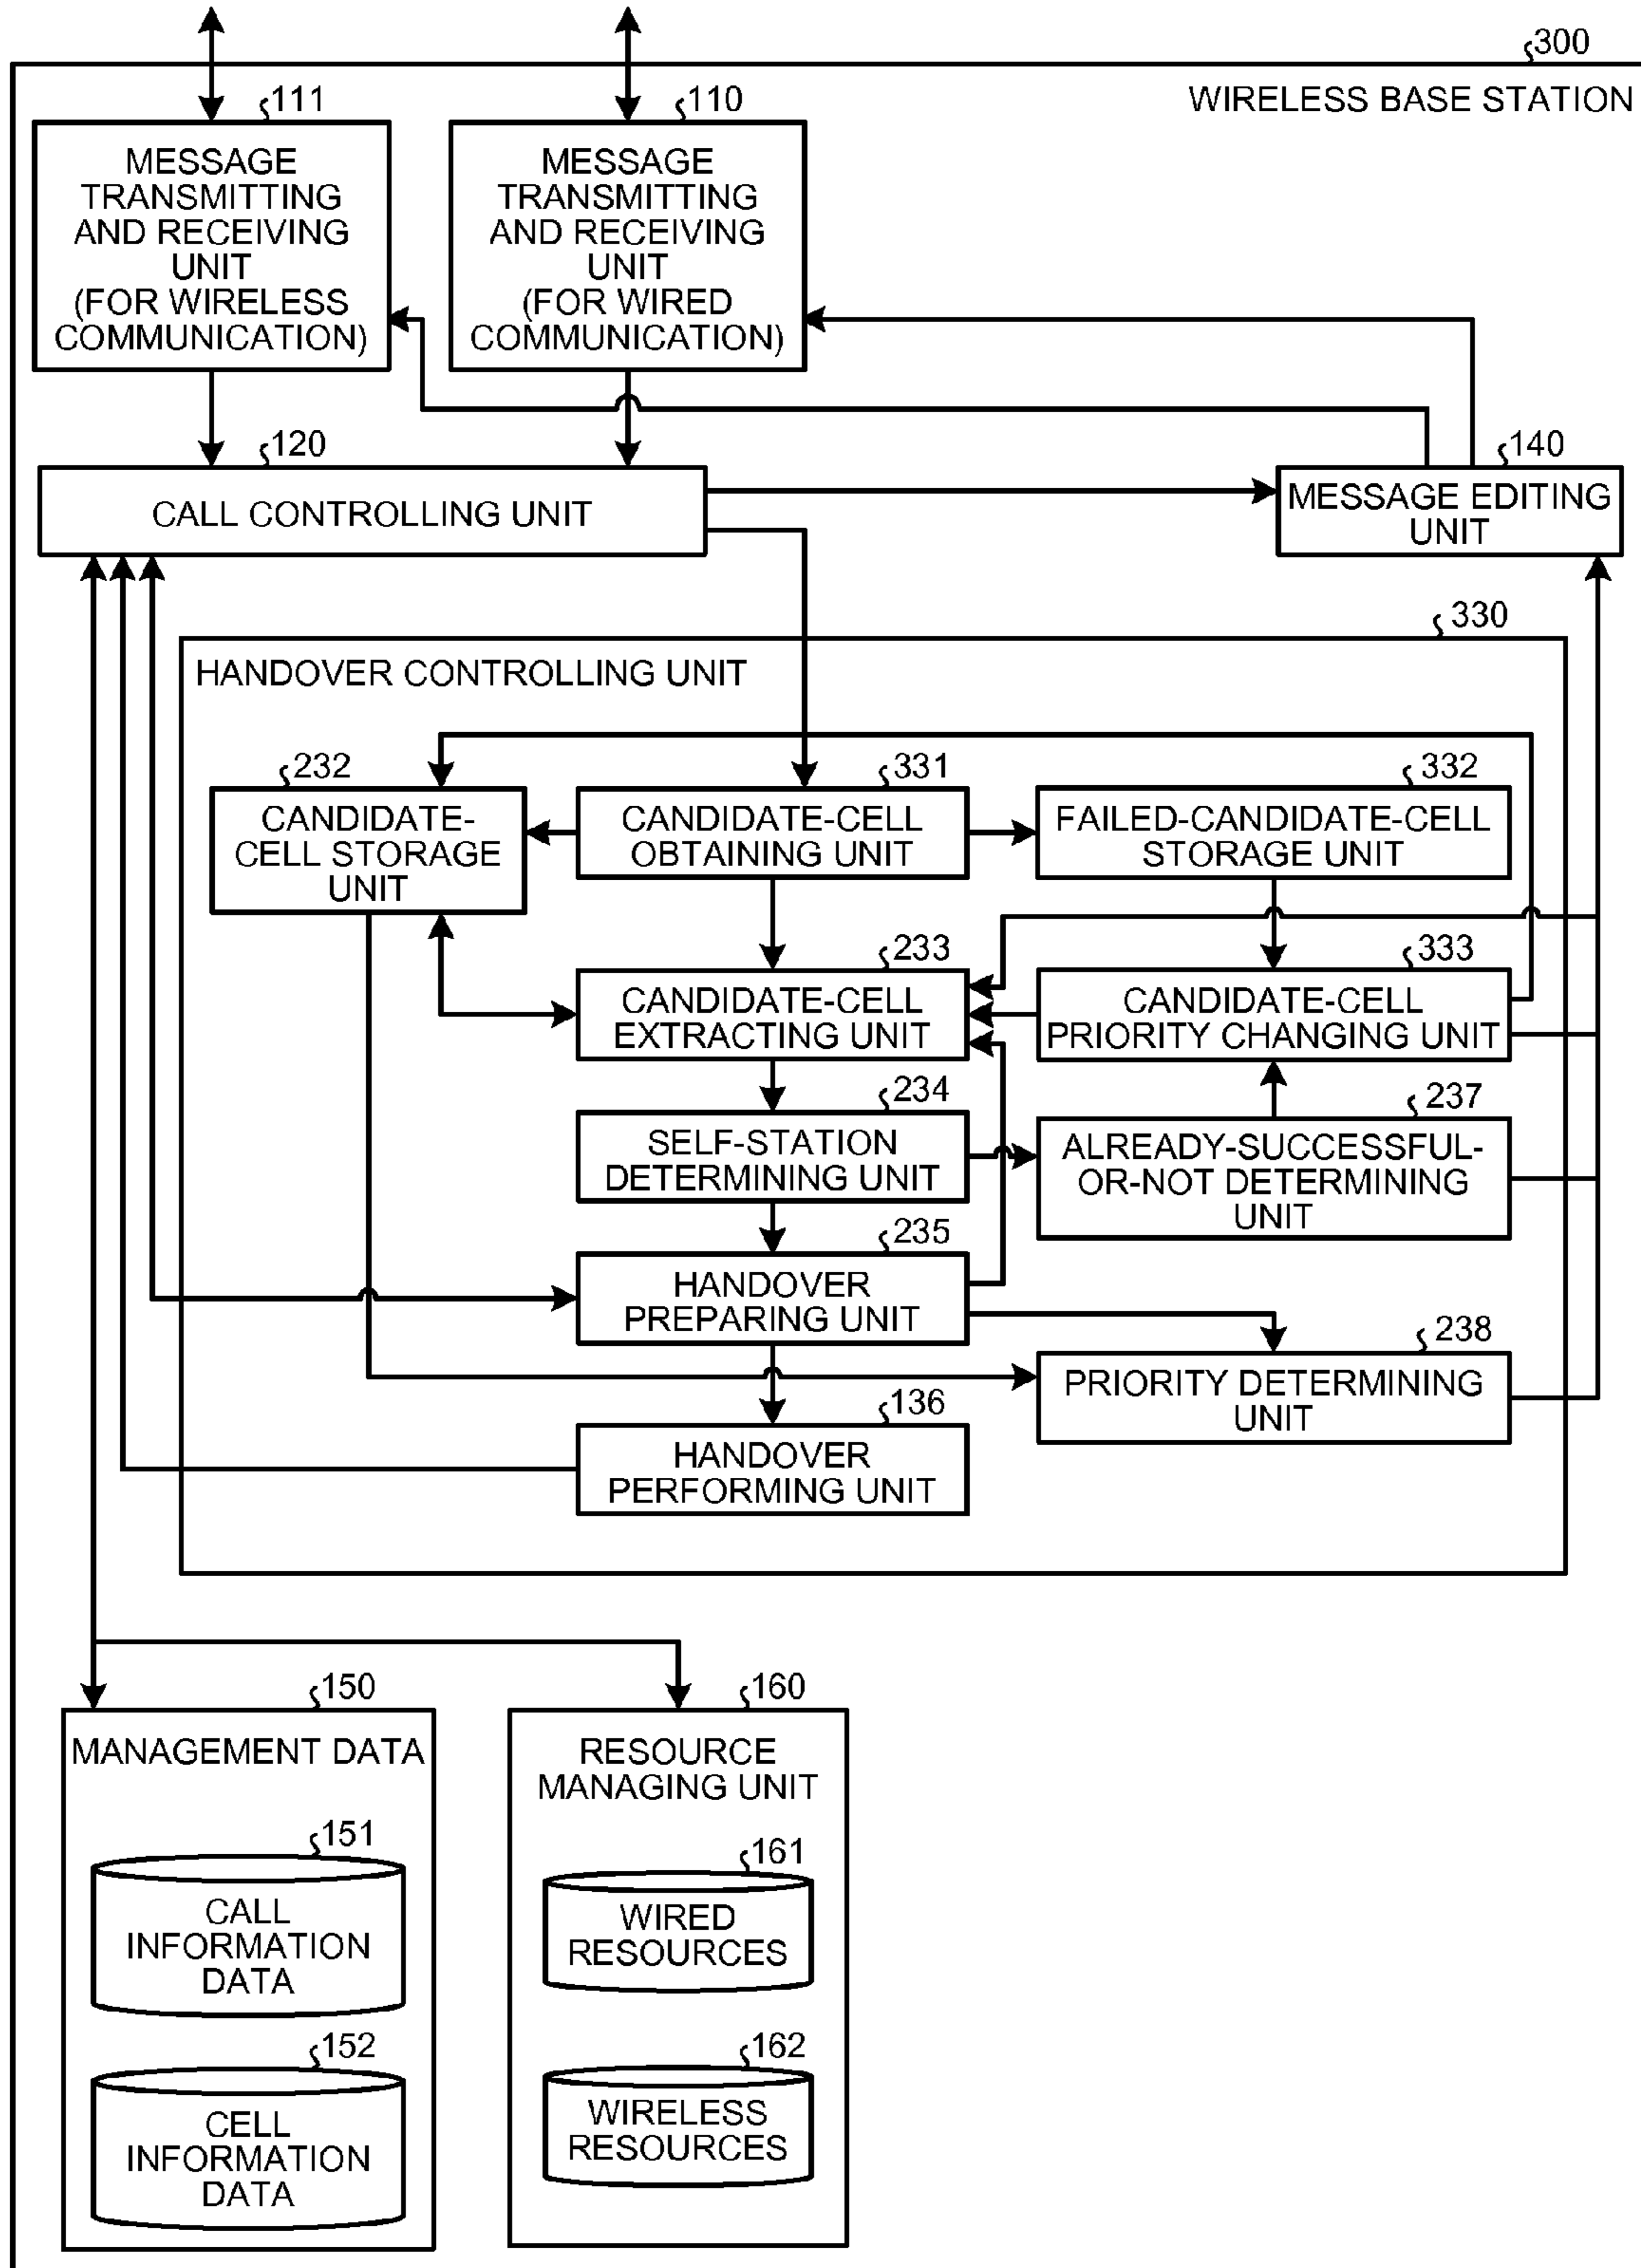 300
WIRELESS BASE STATION
111
MESSAGE
TRANSMITTING
AND RECEIVING
UNIT
(FOR WIRELESS
COMMUNICATION)
110
MESSAGE
TRANSMITTING
AND RECEIVING
UNIT
(FOR WIRED
COMMUNICATION)
120
CALL CONTROLLING UNIT
140
MESSAGE EDITING
UNIT
330
HANDOVER CONTROLLING UNIT
232
CANDIDATE-
CELL STORAGE
UNIT
331
CANDIDATE-CELL
OBTAINING UNIT
332
FAILED-CANDIDATE-CELL
STORAGE UNIT
233
CANDIDATE-CELL
EXTRACTING UNIT
333
CANDIDATE-CELL
PRIORITY CHANGING UNIT
234
SELF-STATION
DETERMINING UNIT
237
ALREADY-SUCCESSFUL-
OR-NOT DETERMINING
UNIT
235
HANDOVER
PREPARING UNIT
238
PRIORITY DETERMINING
UNIT
136
HANDOVER
PERFORMING UNIT
150
MANAGEMENT DATA
151
CALL
INFORMATION
DATA
152
CELL
INFORMATION
DATA
160
RESOURCE
MANAGING UNIT
161
WIRED
RESOURCES
162
WIRELESS
RESOURCES